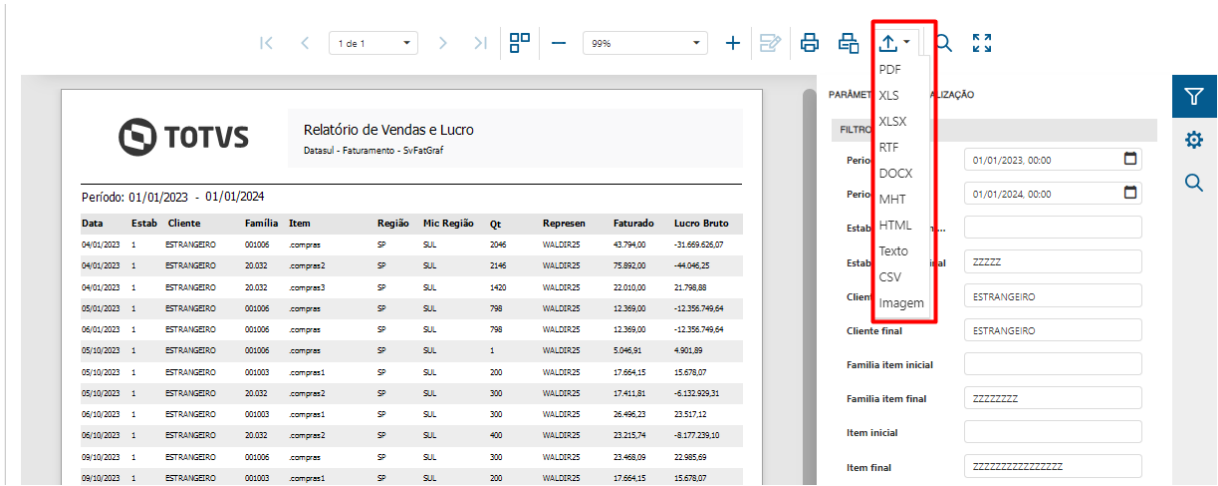 1 de 1
99%
PDF
XLS
XLSX
RTF
DOCX
MHT
HTML
Texto
CSV
Imagem
TOTVS
Relatório de Vendas e Lucro
Datasul - Faturamento - SvFatGraf
Período: 01/01/2023 - 01/01/2024
Data Estab Cliente Família Item Região Mic Região Qt Represen Faturado Lucro Bruto
04/01/2023 1 ESTRANGEIRO 001006 .compras SP SUL 2046 WALDIR25 43.794,00 -31.669.626,07
04/01/2023 1 ESTRANGEIRO 20.032 .compras2 SP SUL 2146 WALDIR25 75.892,00 -44.046,25
04/01/2023 1 ESTRANGEIRO 20.032 .compras3 SP SUL 1420 WALDIR25 22.010,00 21.798,88
05/01/2023 1 ESTRANGEIRO 001006 .compras SP SUL 798 WALDIR25 12.369,00 -12.356.749,64
06/01/2023 1 ESTRANGEIRO 001006 .compras SP SUL 798 WALDIR25 12.369,00 -12.356.749,64
05/10/2023 1 ESTRANGEIRO 001006 .compras SP SUL 1 WALDIR25 5.046,91 4.901,89
05/10/2023 1 ESTRANGEIRO 001003 .compras1 SP SUL 200 WALDIR25 17.664,15 15.678,07
05/10/2023 1 ESTRANGEIRO 20.032 .compras2 SP SUL 300 WALDIR25 17.411,81 -6.132.929,31
06/10/2023 1 ESTRANGEIRO 001003 .compras1 SP SUL 300 WALDIR25 26.496,23 23.517,12
06/10/2023 1 ESTRANGEIRO 20.032 .compras2 SP SUL 400 WALDIR25 23.215,74 -8.177.239,10
09/10/2023 1 ESTRANGEIRO 001006 .compras SP SUL 300 WALDIR25 23.468,09 22.985,69
09/10/2023 1 ESTRANGEIRO 001003 .compras1 SP SUL 200 WALDIR25 17.664,15 15.678,07
PARÂMET LIZAÇÃO
FILTRO
Perio 01/01/2023, 00:00
Perio 01/01/2024, 00:00
Estab
Estab al ZZZZZ
Client ESTRANGEIRO
Cliente final ESTRANGEIRO
Familia item inicial
Familia item final ZZZZZZZZ
Item inicial
Item final ZZZZZZZZZZZZZZZZ